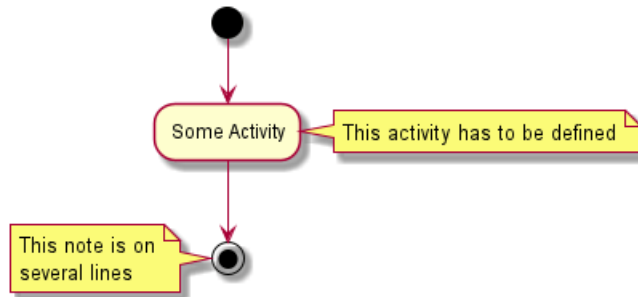 Some Activity
This activity has to be defined
This note is on
several lines